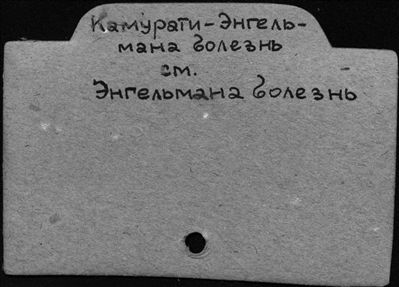 Камурати-Энгель-
мана болезнь
см.
Энгельмана болезнь